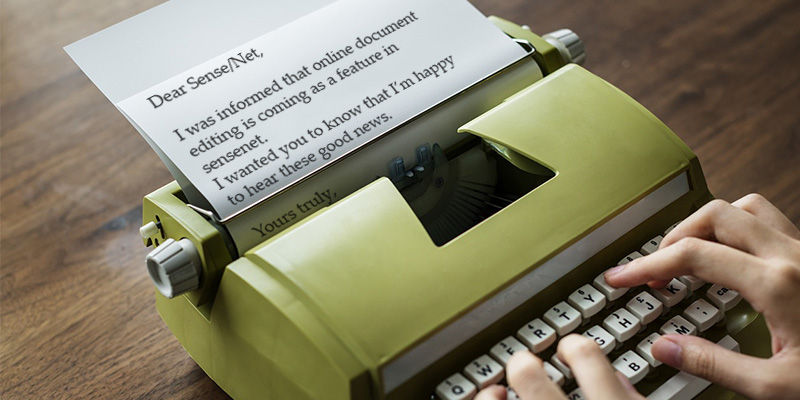 Dear Sense/Net,
I was informed that online document
editing is coming as a feature in
sensenet.
I wanted you to know that I'm happy
to hear these good news.
Yours truly,
Q W E R T Y
G H J K
B M